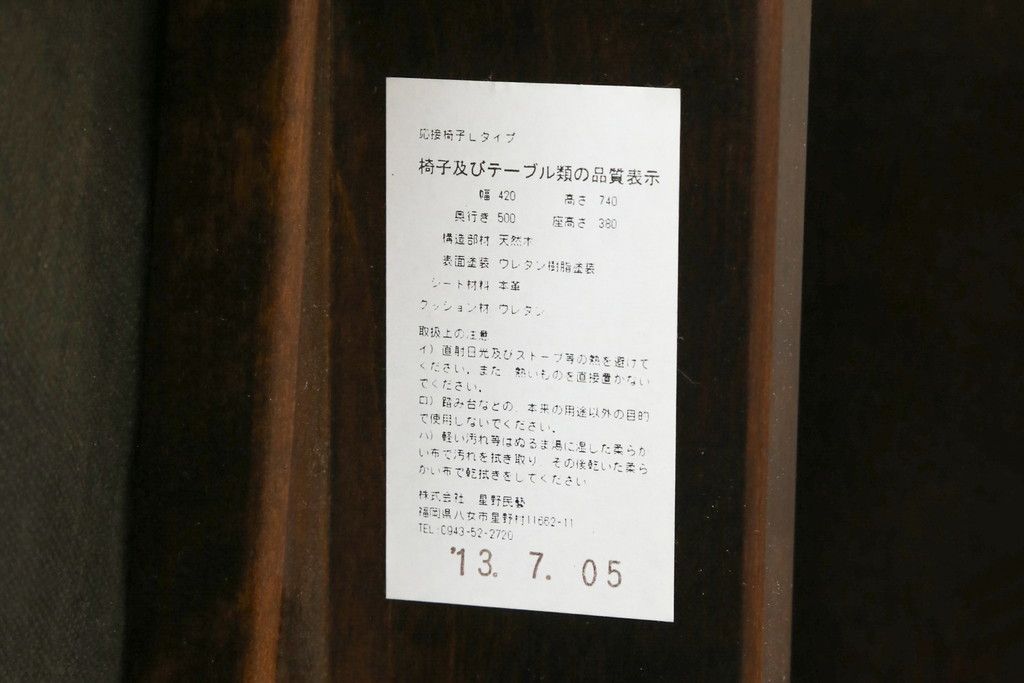 応接椅子Lタイプ
椅子及びテーブル類の品質表示
幅 420 高さ 740
奥行き 500 座高さ 380
構造部材 天然木
表面塗装 ウレタン樹脂塗装
シート材料 本革
クッション材 ウレタン
取扱上の注意
イ) 直射日光及びストーブ等の熱を避けて
ください。また 熱いものを直接置かない
でください。
ロ) 踏み台などの 本来の用途以外の目的
で使用しないでください。
ハ) 軽い汚れ等はぬるま湯に湿した柔らか
い布で汚れを拭き取り その後乾いた柔ら
かい布で乾拭きをしてください
株式会社 星野民藝
福岡県八女市星野村11662-11
TEL:0943-52-2720
'13. 7. 05